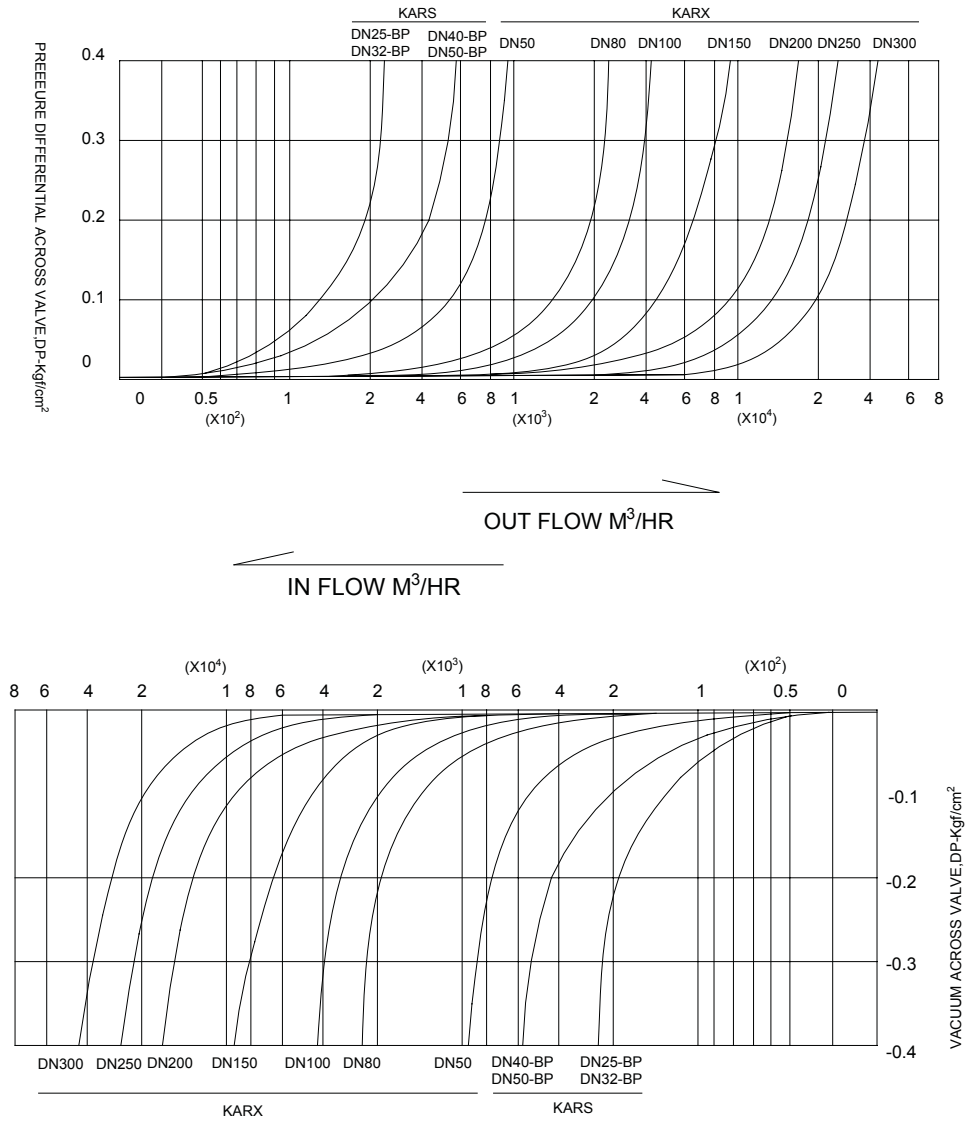 KARS KARX
DN25-BP DN40-BP DN50 DN80 DN100 DN150 DN200 DN250 DN300
DN32-BP DN50-BP
PREEEURE DIFFERENTIAL ACROSS VALVE,DP-Kgf/cm²
0.4
0.3
0.2
0.1
0
0 0.5 1 2 4 6 8 1 2 4 6 8 1 2 4 6 8
(X10²) (X10³) (X10⁴)
OUT FLOW M³/HR
IN FLOW M³/HR
(X10⁴) (X10³) (X10²)
8 6 4 2 1 8 6 4 2 1 8 6 4 2 1 0.5 0
-0.1
-0.2
-0.3
-0.4
VACUUM ACROSS VALVE,DP-Kgf/cm²
DN300 DN250 DN200 DN150 DN100 DN80 DN50 DN40-BP DN25-BP
DN50-BP DN32-BP
KARX KARS